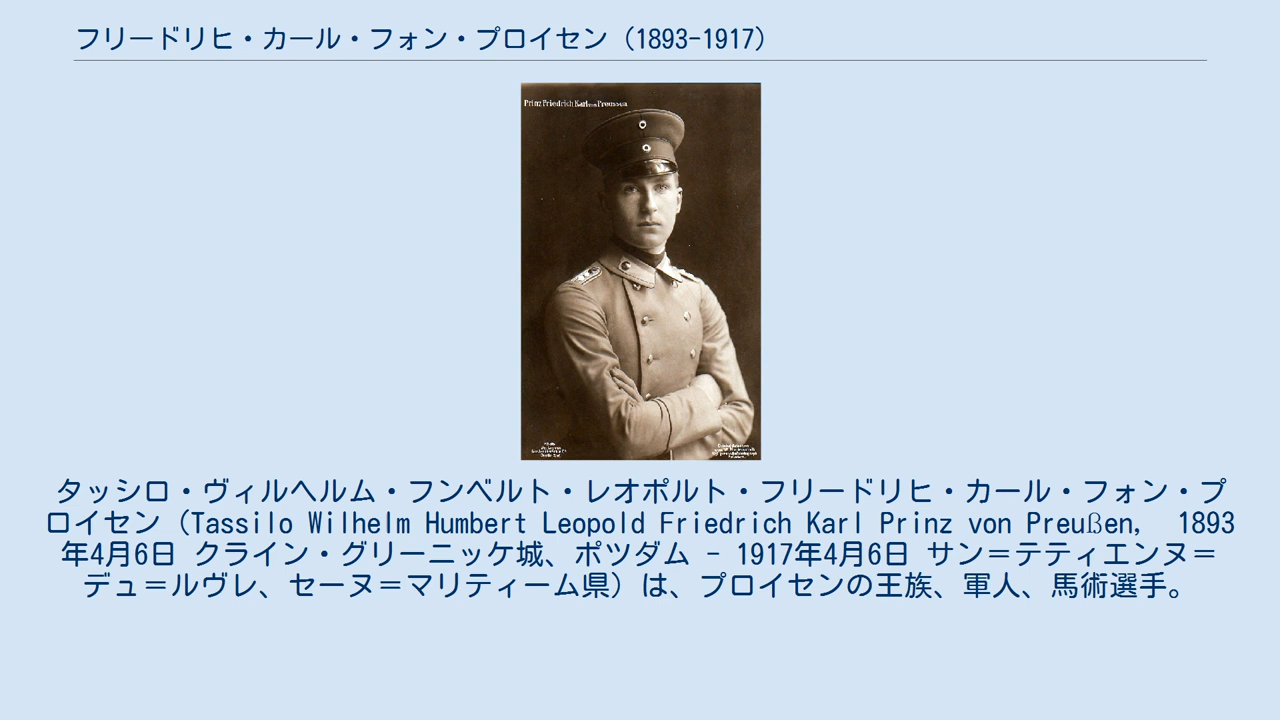 フリードリヒ・カール・フォン・プロイセン（1893-1917）
Prinz Friedrich Karl von Preussen
タッシロ・ヴィルヘルム・フンベルト・レオポルト・フリードリヒ・カール・フォン・プ
ロイセン（Tassilo Wilhelm Humbert Leopold Friedrich Karl Prinz von Preußen, 1893
年4月6日 クライン・グリーニッケ城、ポツダム - 1917年4月6日 サン＝テティエンヌ＝
デュ＝ルヴレ、セーヌ＝マリティーム県）は、プロイセンの王族、軍人、馬術選手。